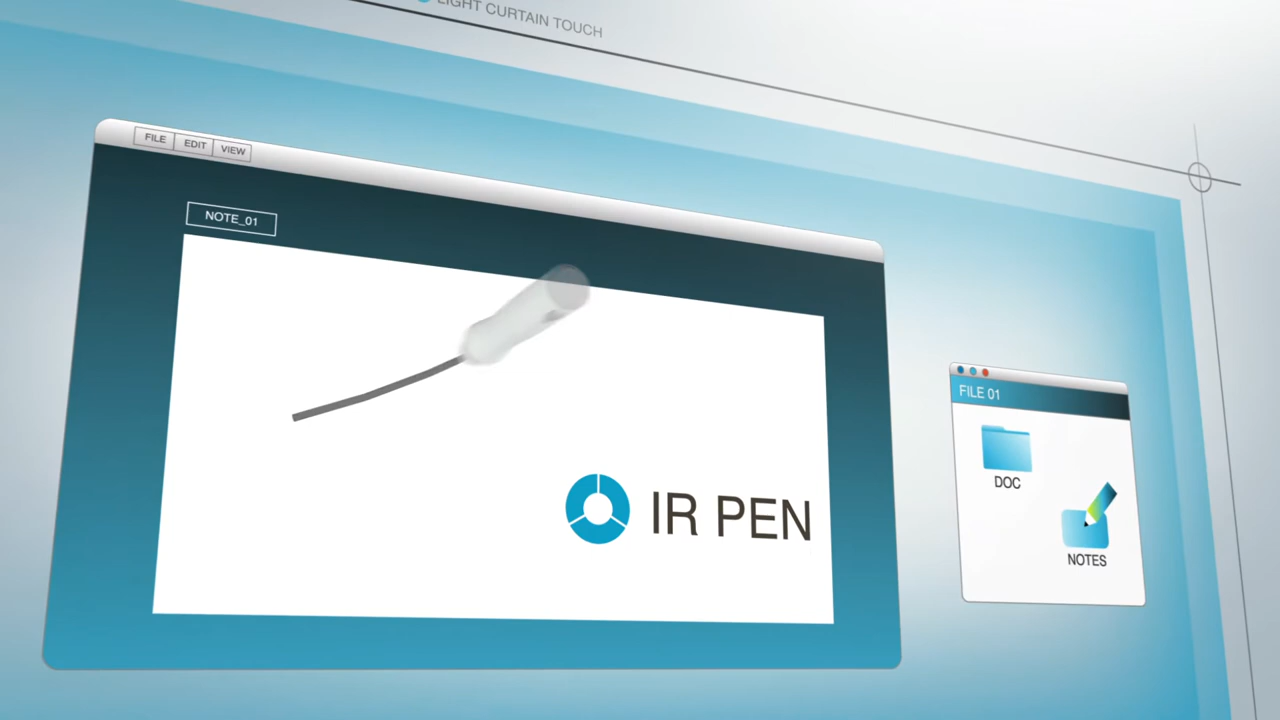 LIGHT CURTAIN TOUCH
FILE EDIT VIEW
NOTE_01
IR PEN
FILE 01
DOC
NOTES